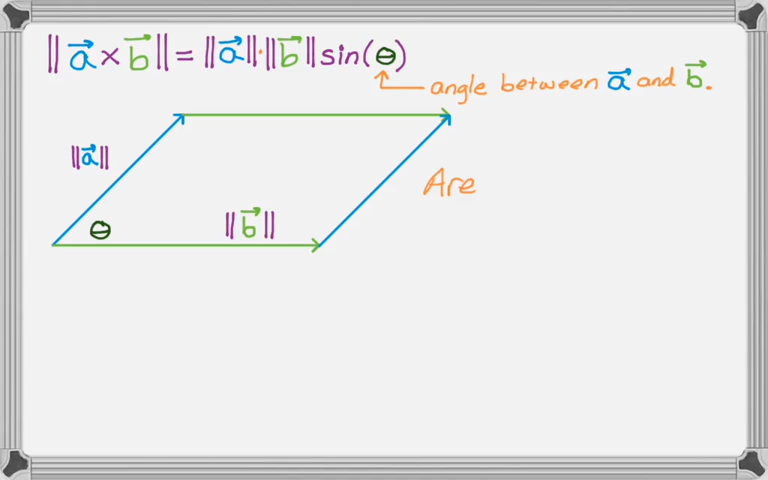 ‖a⃗ × b⃗‖ = ‖a⃗‖·‖b⃗‖ sin(θ)
angle between a⃗ and b⃗.
‖a⃗‖
Are
θ
‖b⃗‖